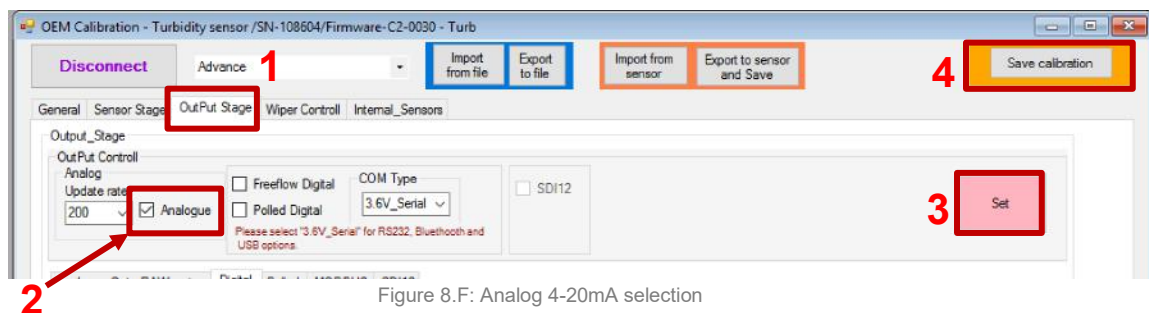 OEM Calibration - Turbidity sensor /SN-108604/Firmware-C2-0030 - Turb
Disconnect
Advance
1
Import from file
Export to file
Import from sensor
Export to sensor and Save
4
Save calibration
General Sensor Stage OutPut Stage Wiper Controll Internal_Sensors
Output_Stage
OutPut Controll
Analog
Update rate
200
Analogue
Freeflow Digital
Polled Digital
COM Type
3.6V_Serial
Please select "3.6V_Serial" for RS232, Bluethooth and
USB options.
SDI12
3
Set
2
Digital
Figure 8.F: Analog 4-20mA selection